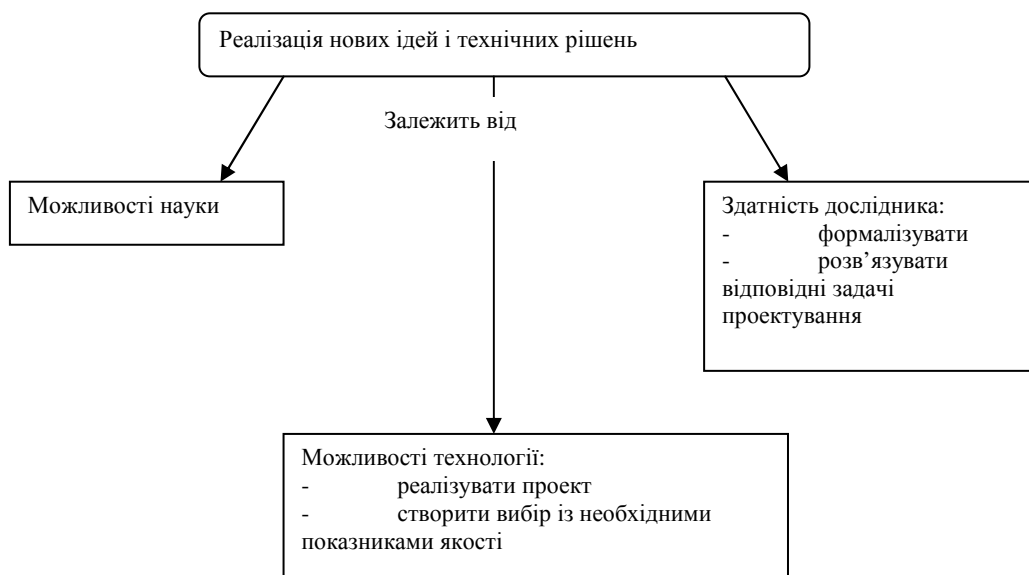 Реалізація нових ідей і технічних рішень
Залежить від
Можливості науки
Здатність дослідника:
- формалізувати
- розв’язувати
відповідні задачі
проектування
Можливості технології:
- реалізувати проект
- створити вибір із необхідними
показниками якості